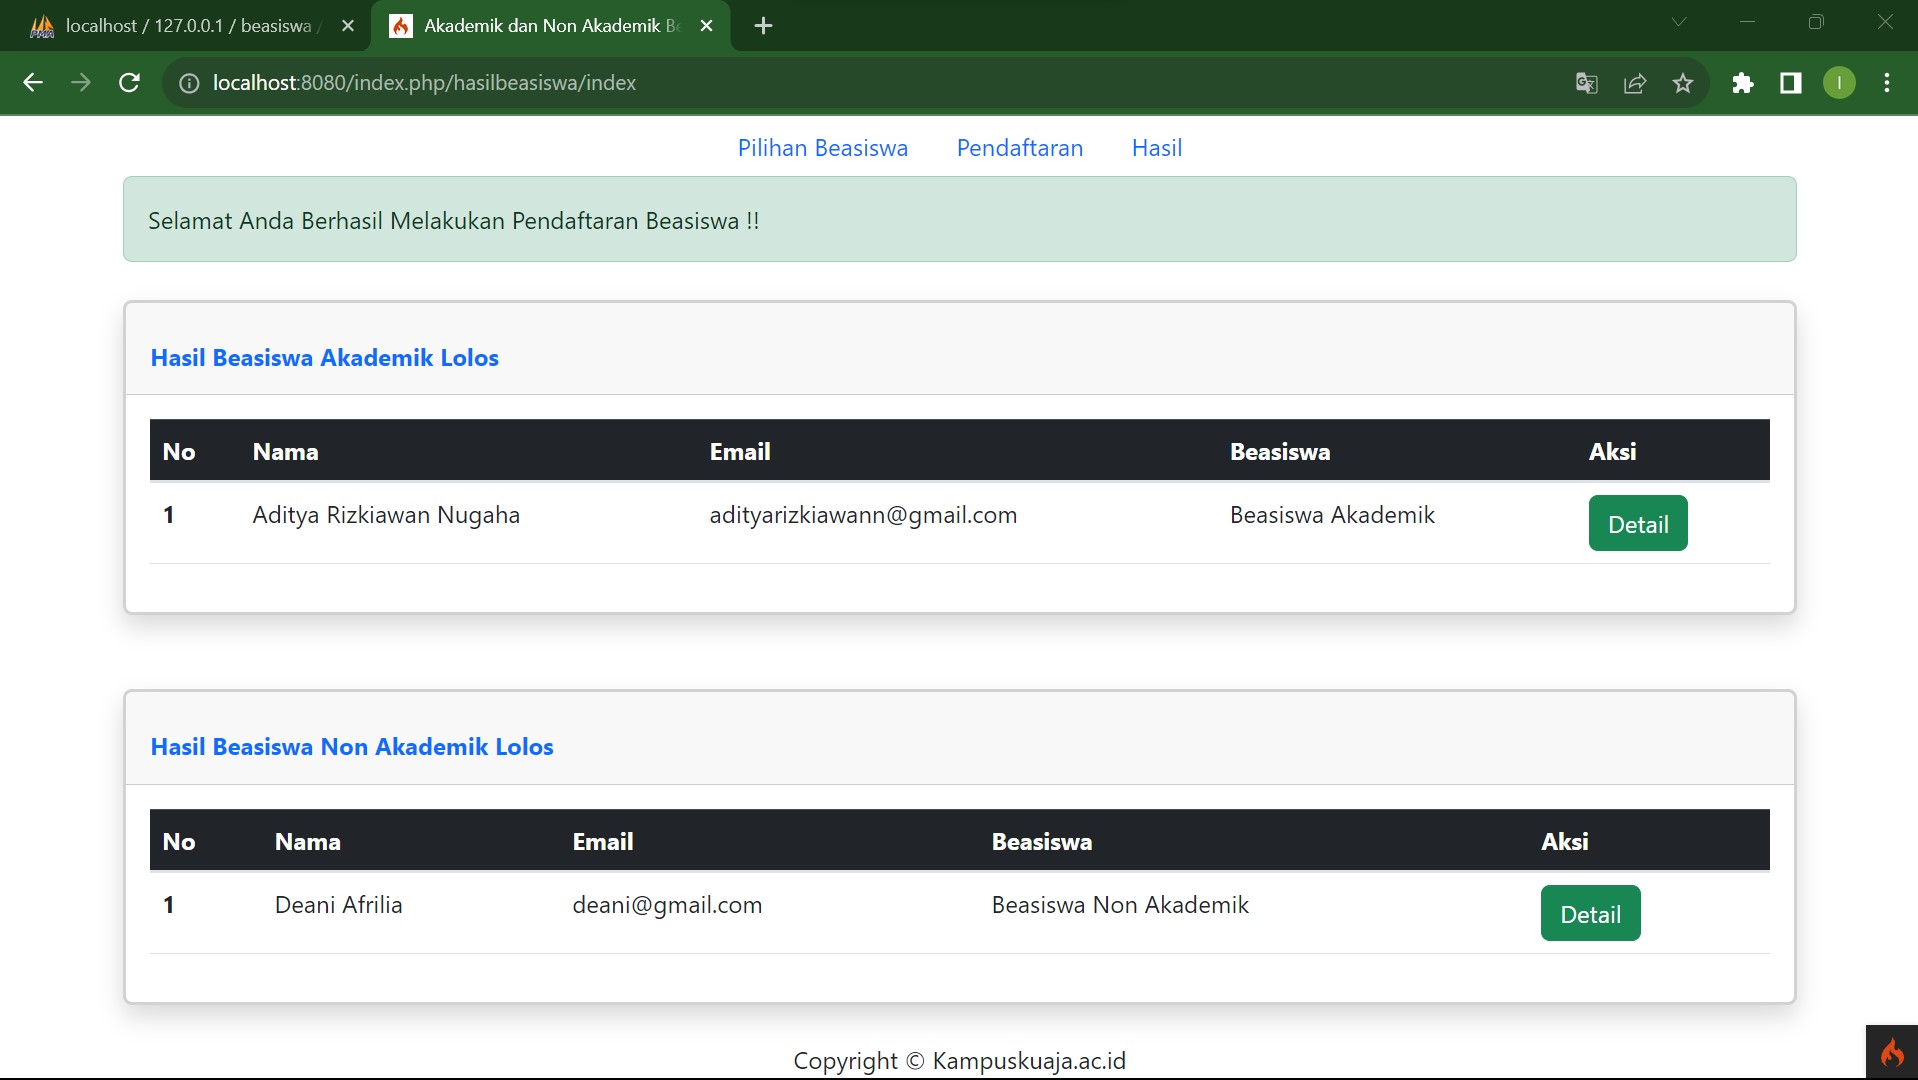 localhost / 127.0.0.1 / beasiswa /
Akademik dan Non Akademik Be
localhost:8080/index.php/hasilbeasiswa/index
I
Pilihan Beasiswa Pendaftaran Hasil
Selamat Anda Berhasil Melakukan Pendaftaran Beasiswa !!
Hasil Beasiswa Akademik Lolos
No Nama Email Beasiswa Aksi
1 Aditya Rizkiawan Nugaha adityarizkiawann@gmail.com Beasiswa Akademik Detail
Hasil Beasiswa Non Akademik Lolos
No Nama Email Beasiswa Aksi
1 Deani Afrilia deani@gmail.com Beasiswa Non Akademik Detail
Copyright © Kampuskuaja.ac.id